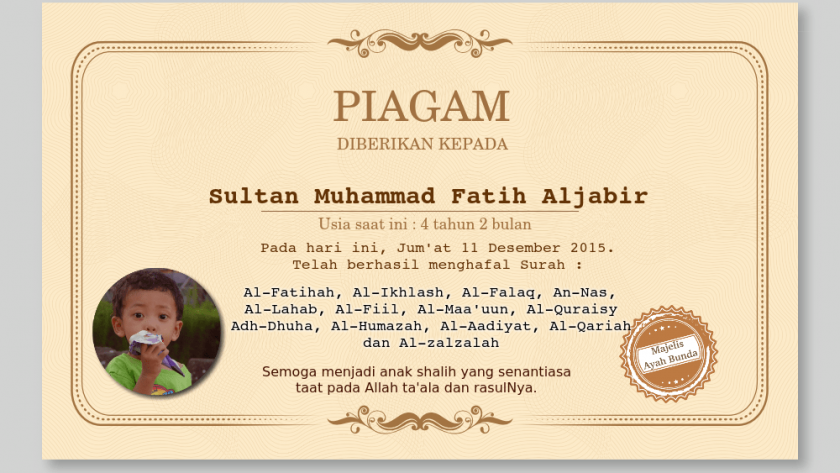 PIAGAM
DIBERIKAN KEPADA
Sultan Muhammad Fatih Aljabir
Usia saat ini : 4 tahun 2 bulan
Pada hari ini, Jum'at 11 Desember 2015.
Telah berhasil menghafal Surah :
Al-Fatihah, Al-Ikhlash, Al-Falaq, An-Nas,
Al-Lahab, Al-Fiil, Al-Maa'uun, Al-Quraisy
Adh-Dhuha, Al-Humazah, Al-Aadiyat, Al-Qariah
dan Al-zalzalah
Semoga menjadi anak shalih yang senantiasa
taat pada Allah ta'ala dan rasulNya.
Majelis
Ayah Bunda